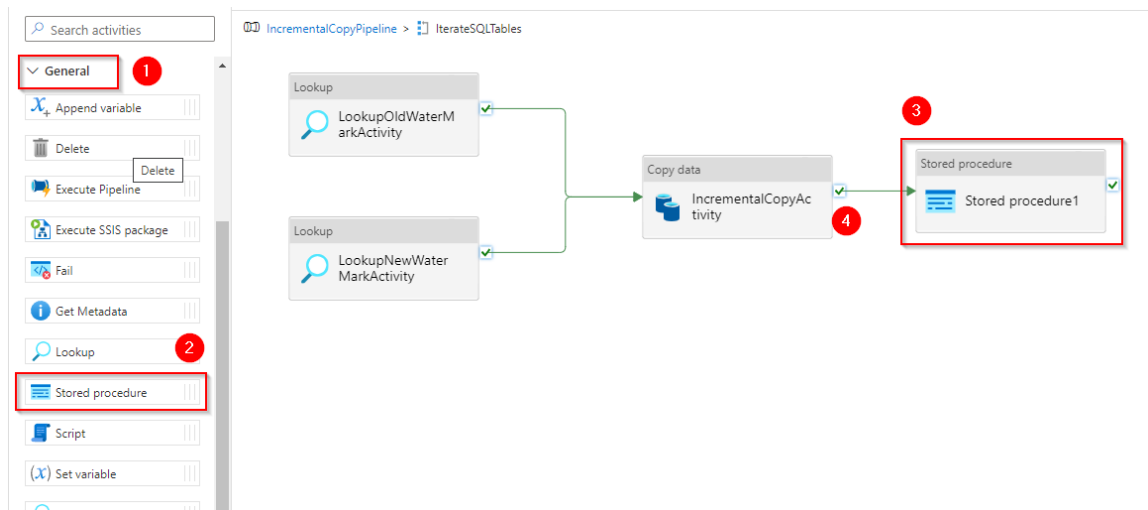 Search activities
General
1
Append variable
Delete
Delete
Execute Pipeline
Execute SSIS package
Fail
Get Metadata
Lookup
2
Stored procedure
Script
(x) Set variable
IncrementalCopyPipeline > IterateSQLTables
Lookup
LookupOldWaterM
arkActivity
Lookup
LookupNewWater
MarkActivity
Copy data
IncrementalCopyAc
tivity
4
3
Stored procedure
Stored procedure1